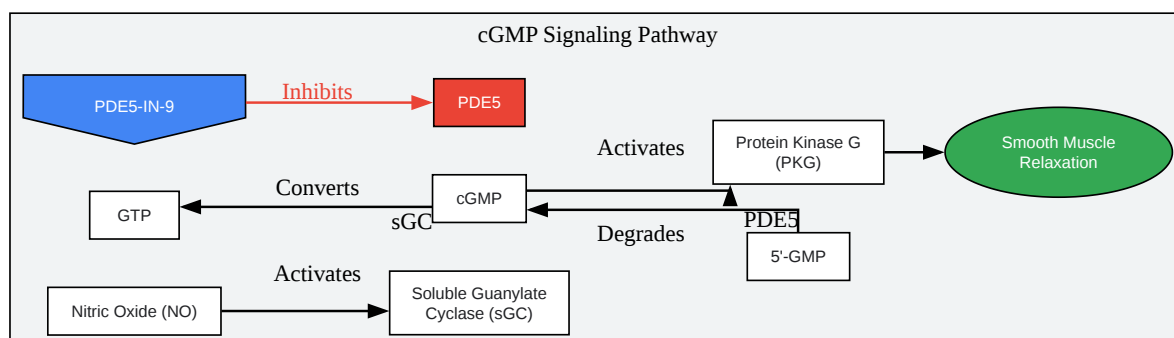 cGMP Signaling Pathway
PDE5-IN-9
Inhibits
PDE5
Activates
Protein Kinase G
(PKG)
Smooth Muscle
Relaxation
GTP
Converts
sGC
cGMP
Degrades
PDE5
5'-GMP
Nitric Oxide (NO)
Activates
Soluble Guanylate
Cyclase (sGC)